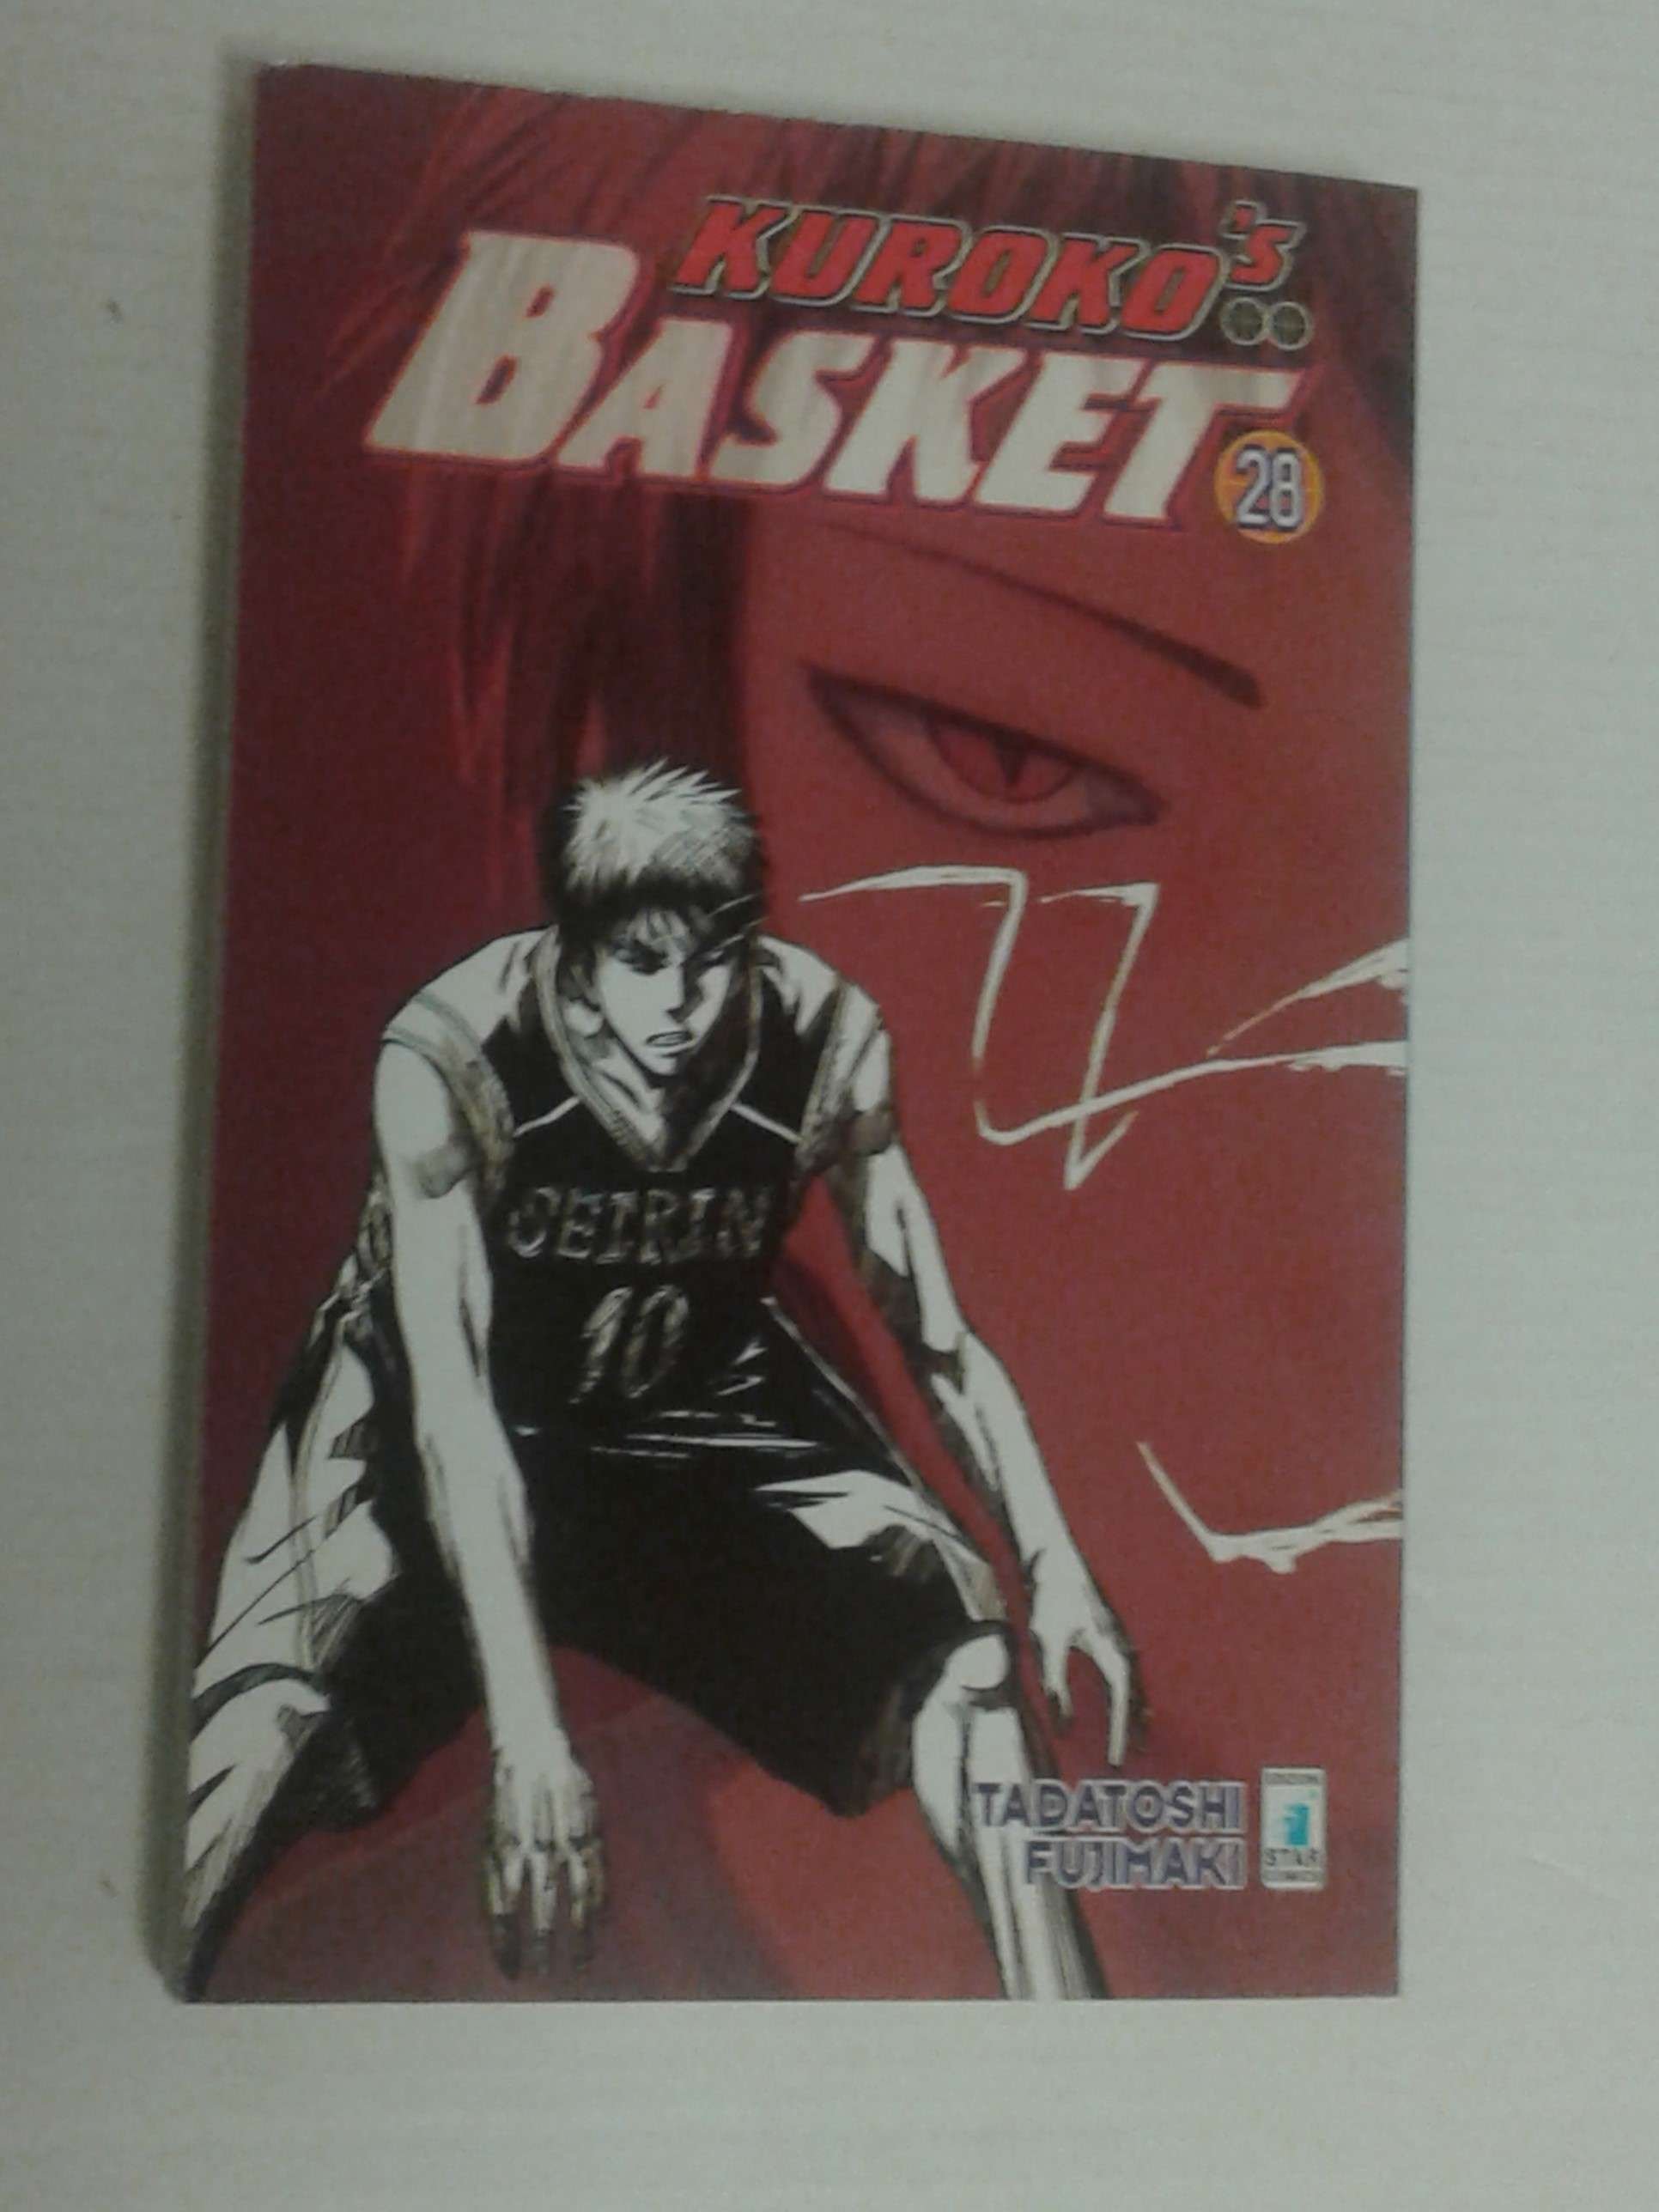 KUROKO'S
BASKET
28
SEIRIN
10
TADATOSHI
FUJIMAKI
STAR